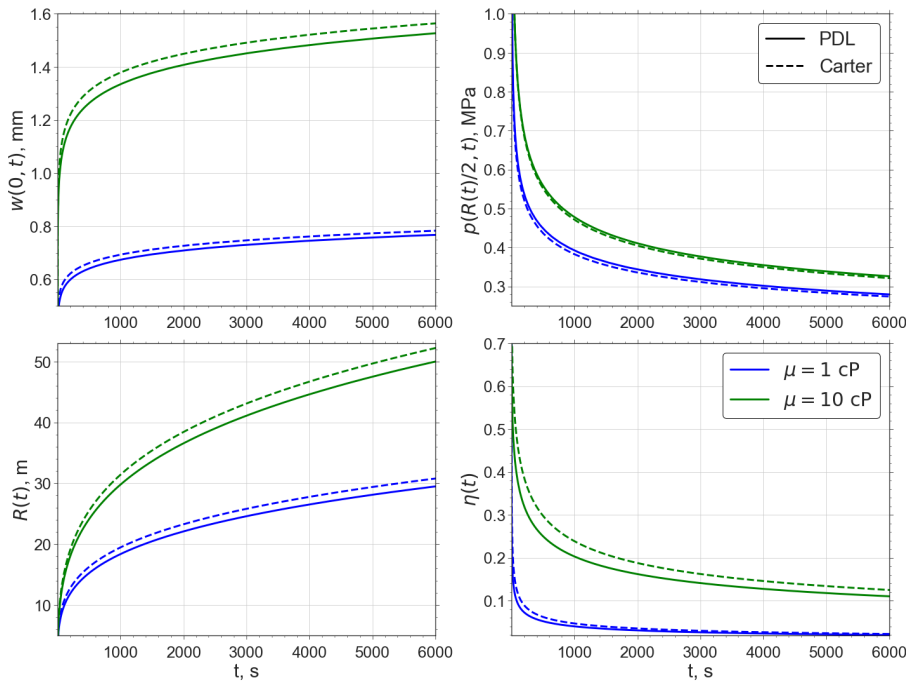 1.6
1.4
1.2
1.0
0.8
0.6
w(0, t), mm
1000 2000 3000 4000 5000 6000
1.0
0.9
0.8
0.7
0.6
0.5
0.4
0.3
p(R(t)/2, t), MPa
1000 2000 3000 4000 5000 6000
PDL
Carter
50
40
30
20
10
R(t), m
1000 2000 3000 4000 5000 6000
t, s
0.7
0.6
0.5
0.4
0.3
0.2
0.1
η(t)
1000 2000 3000 4000 5000 6000
t, s
μ = 1 cP
μ = 10 cP